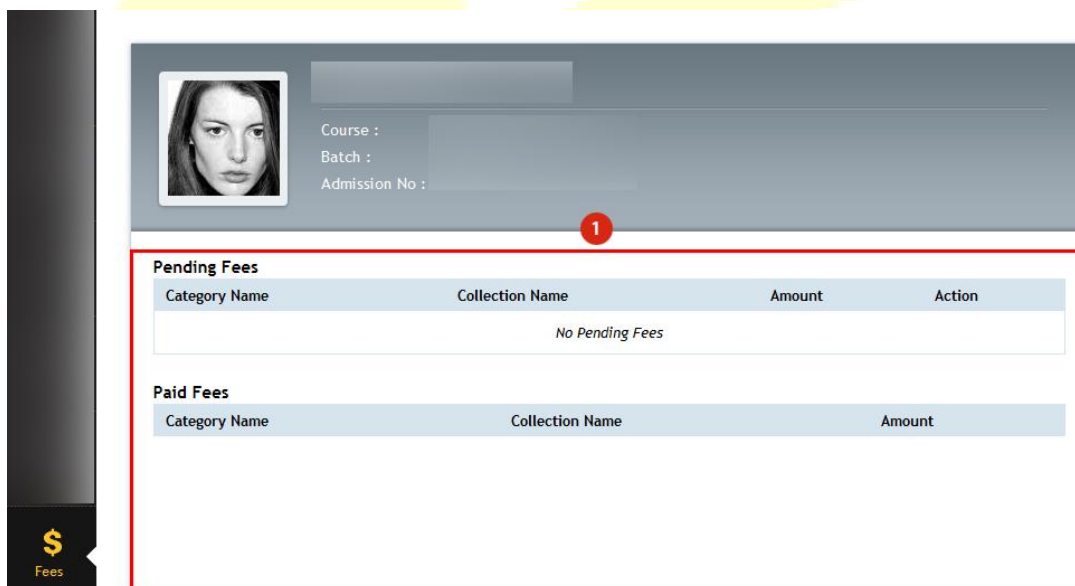 Course :
Batch :
Admission No :
1
Pending Fees
Category Name Collection Name Amount Action
No Pending Fees
Paid Fees
Category Name Collection Name Amount
$
Fees